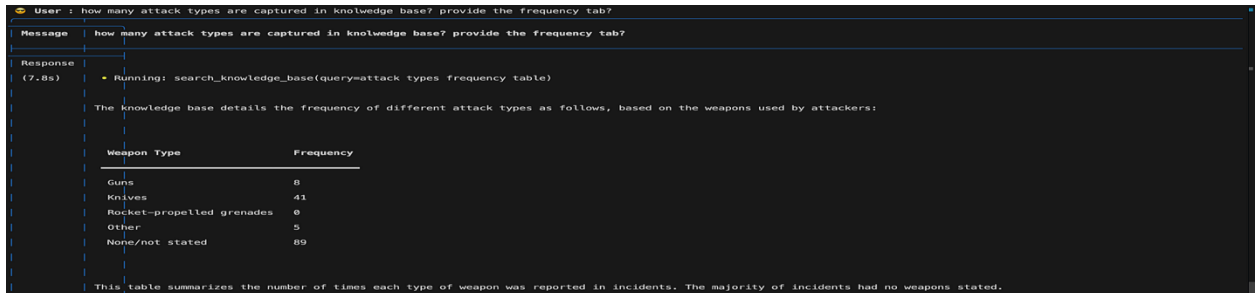 😎 User : how many attack types are captured in knolwedge base? provide the frequency tab?
Message how many attack types are captured in knolwedge base? provide the frequency tab?
Response
(7.8s) • Running: search_knowledge_base(query=attack types frequency table)
The knowledge base details the frequency of different attack types as follows, based on the weapons used by attackers:
Weapon Type Frequency
Guns 8
Knives 41
Rocket-propelled grenades 0
Other 5
None/not stated 89
This table summarizes the number of times each type of weapon was reported in incidents. The majority of incidents had no weapons stated.